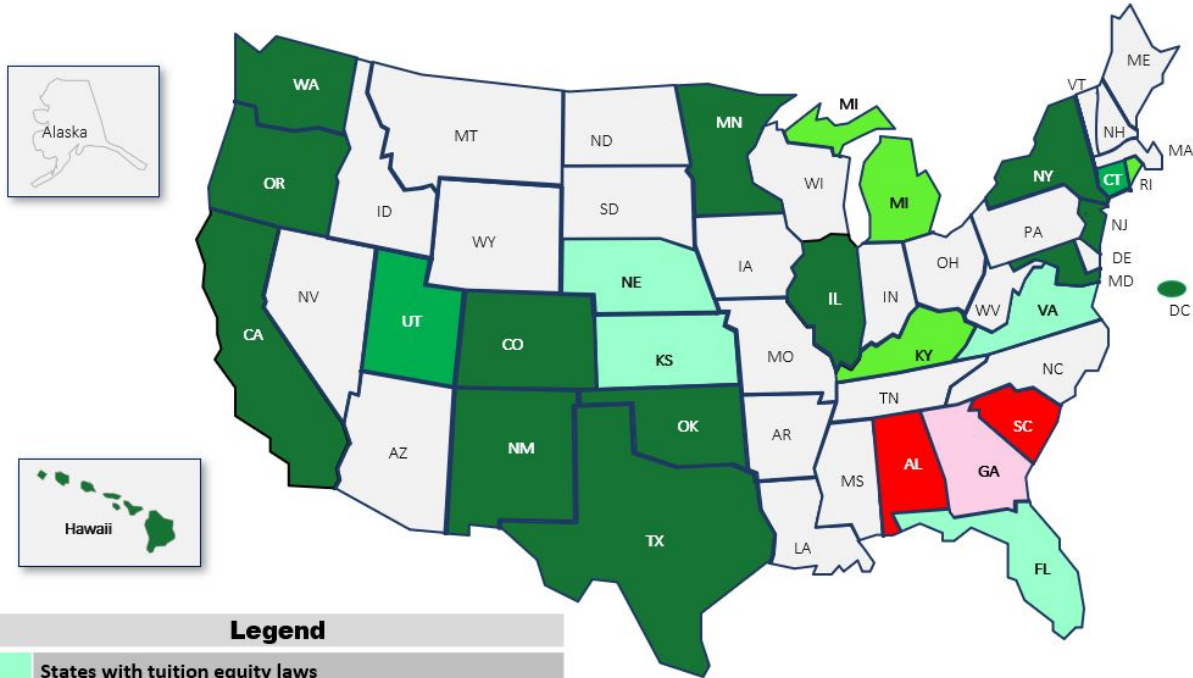 ME
VT
WA
MI
Alaska
MT
ND
MN
NH
MA
OR
WI
NY
CT
RI
ID
SD
MI
WY
PA
NJ
IA
OH
DE
NE
MD
NV
IL
IN
WV
VA
DC
UT
CA
CO
KS
MO
KY
NC
TN
OK
SC
AZ
NM
AR
AL
GA
MS
Hawaii
TX
LA
FL
Legend
States with tuition equity laws